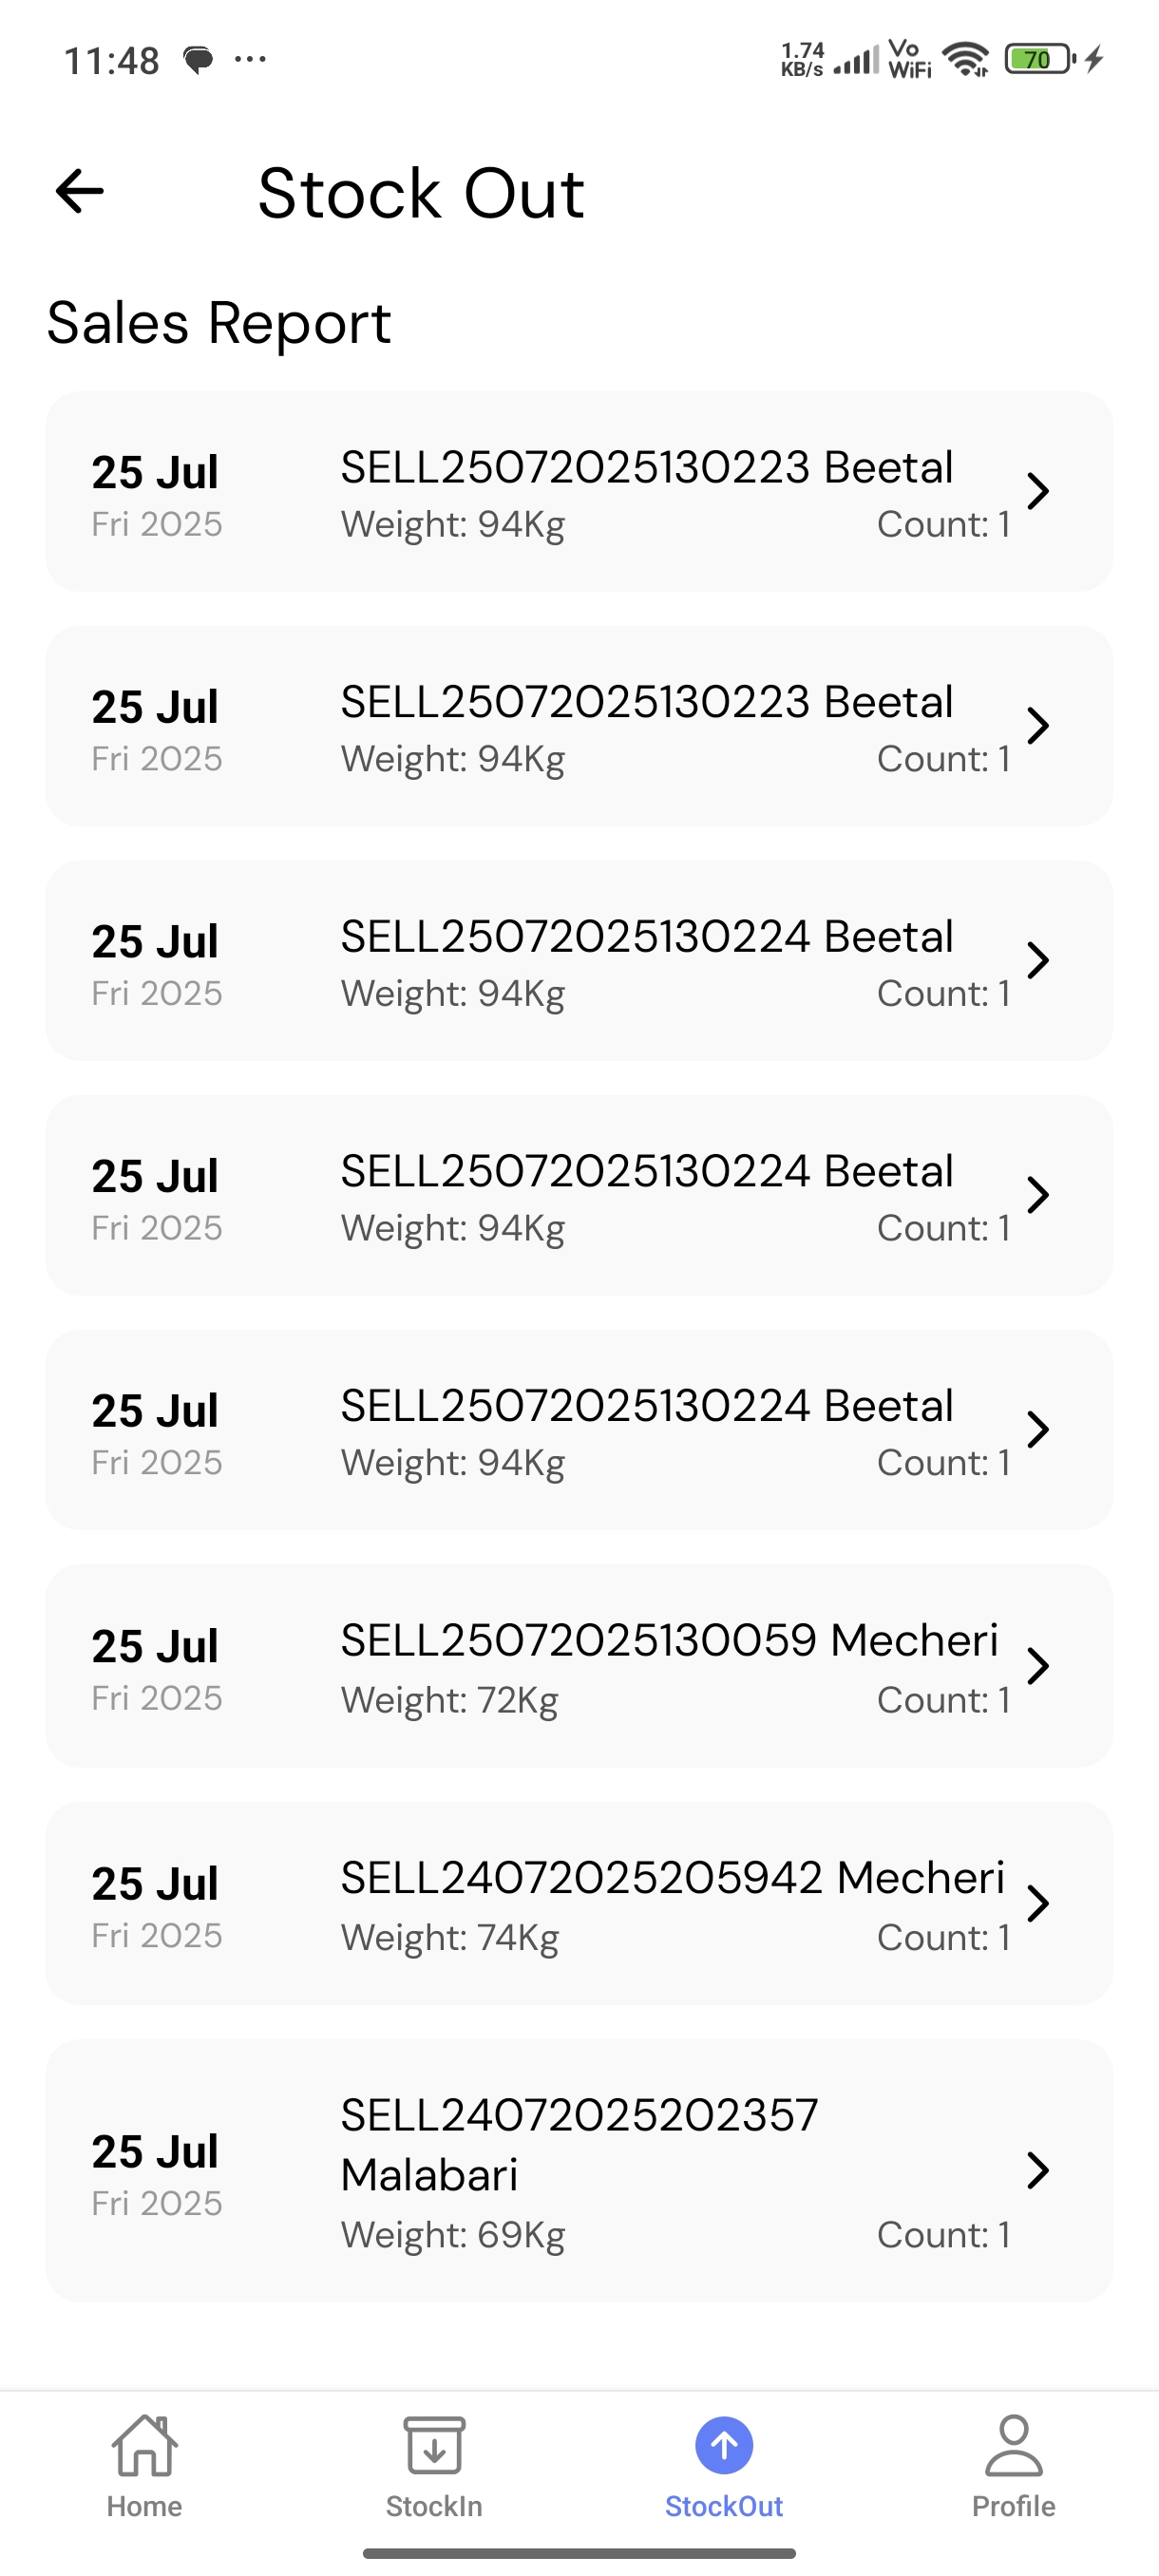 11:48 ...
1.74 KB/s Vo WiFi 70
Stock Out
Sales Report
25 Jul
Fri 2025
SELL25072025130223 Beetal
Weight: 94Kg Count: 1
25 Jul
Fri 2025
SELL25072025130223 Beetal
Weight: 94Kg Count: 1
25 Jul
Fri 2025
SELL25072025130224 Beetal
Weight: 94Kg Count: 1
25 Jul
Fri 2025
SELL25072025130224 Beetal
Weight: 94Kg Count: 1
25 Jul
Fri 2025
SELL25072025130224 Beetal
Weight: 94Kg Count: 1
25 Jul
Fri 2025
SELL25072025130059 Mecheri
Weight: 72Kg Count: 1
25 Jul
Fri 2025
SELL24072025205942 Mecheri
Weight: 74Kg Count: 1
25 Jul
Fri 2025
SELL24072025202357
Malabari
Weight: 69Kg Count: 1
Home StockIn StockOut Profile